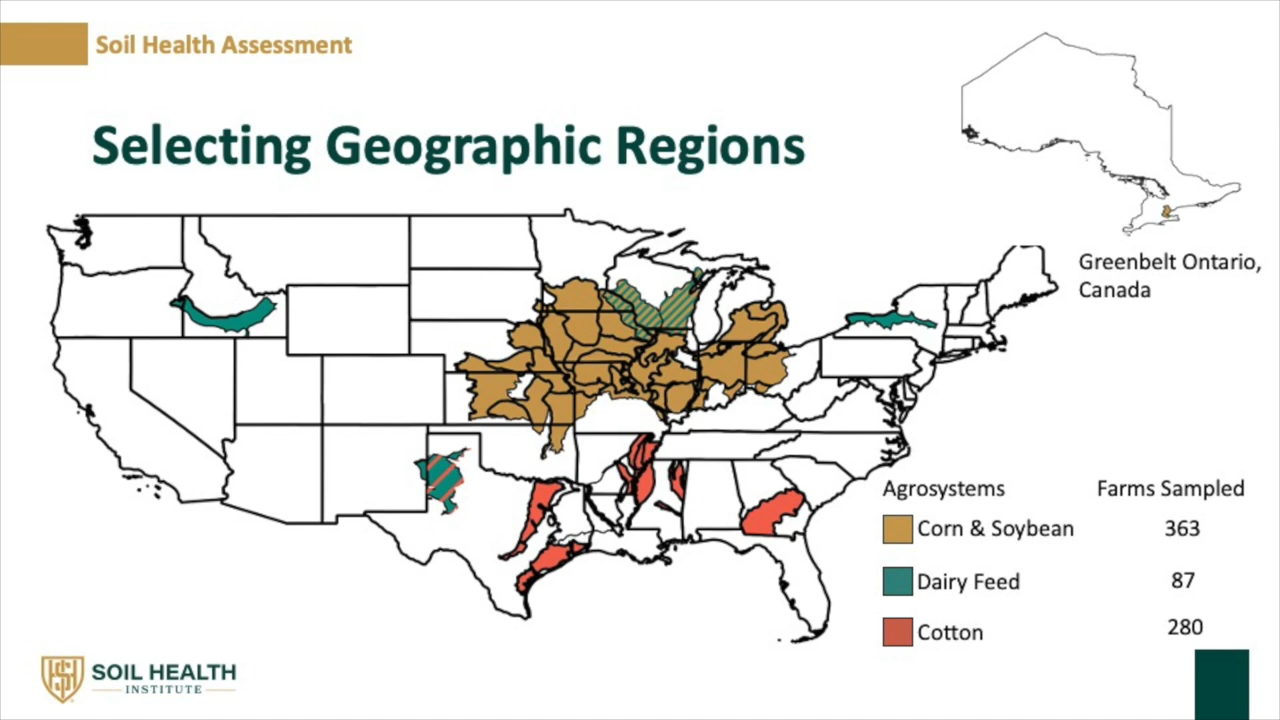 Soil Health Assessment
Selecting Geographic Regions
Greenbelt Ontario,
Canada
Agrosystems Farms Sampled
Corn & Soybean 363
Dairy Feed 87
Cotton 280
SOIL HEALTH
INSTITUTE